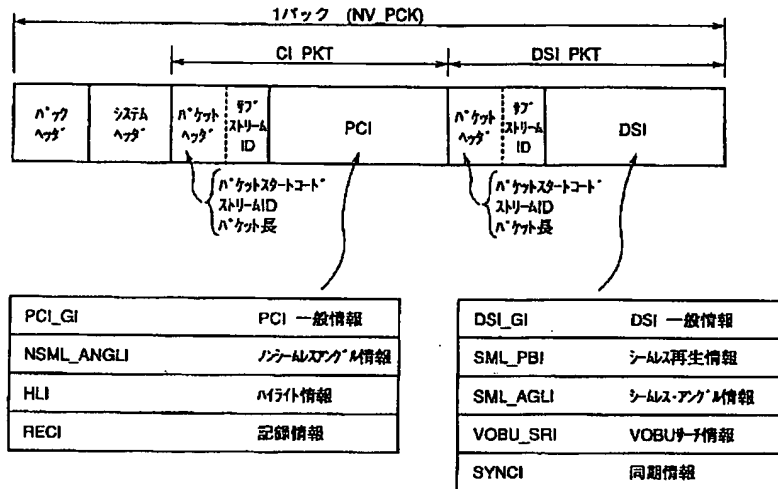 1パック (NV_PCK)
CI PKT
DSI PKT
パック
ヘッダ
システム
ヘッダ
パケット
ヘッダ
サブ
ストリーム
ID
PCI
パケット
ヘッダ
サブ
ストリーム
ID
DSI
パケットスタートコード
ストリームID
パケット長
パケットスタートコード
ストリームID
パケット長
PCI_GI PCI 一般情報
NSML_ANGLI ノンシームレスアングル情報
HLI ハイライト情報
RECI 記録情報
DSI_GI DSI 一般情報
SML_PBI シームレス再生情報
SML_AGLI シームレス・アングル情報
VOBU_SRI VOBUサーチ情報
SYNCI 同期情報